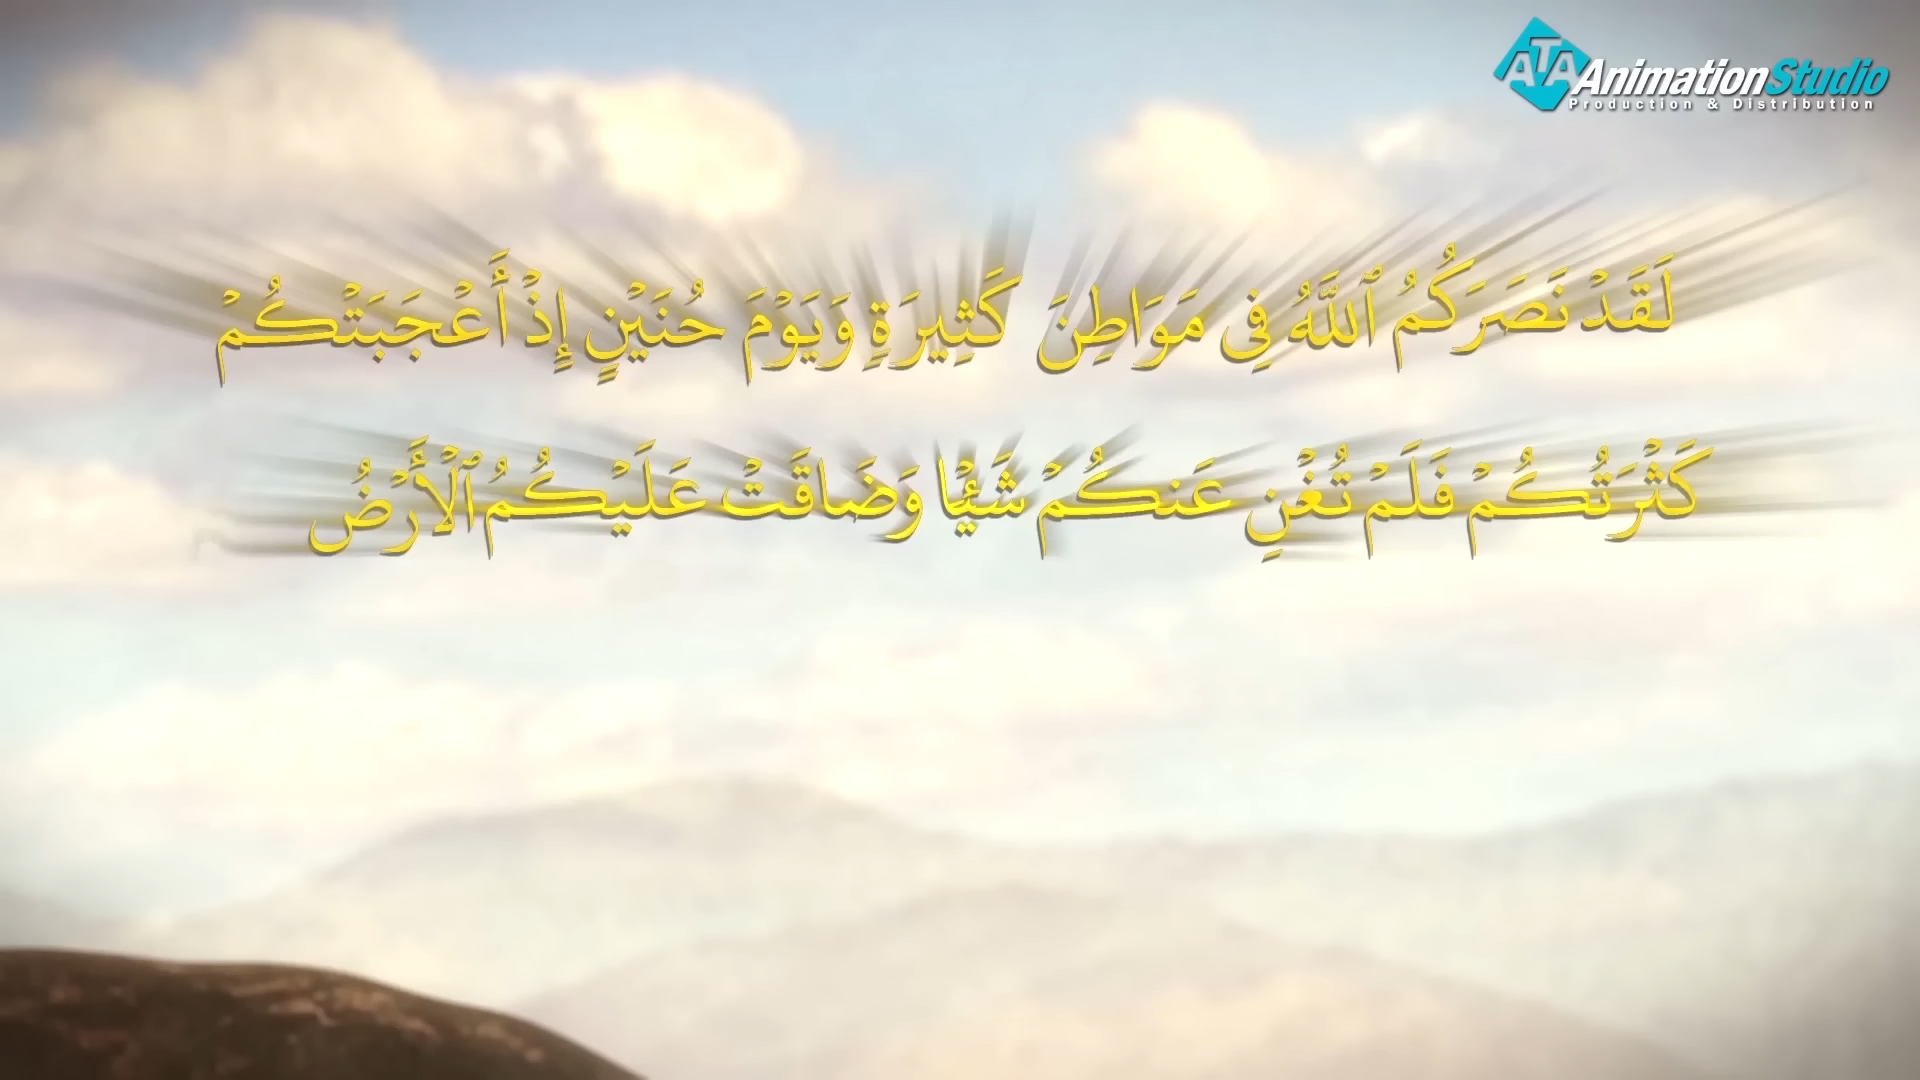 ATA AnimationStudio
Production & Distribution
لَقَدْ نَصَرَكُمُ ٱللَّهُ فِى مَوَاطِنَ كَثِيرَةٍ وَيَوْمَ حُنَيْنٍ إِذْ أَعْجَبَتْكُمْ
كَثْرَتُكُمْ فَلَمْ تُغْنِ عَنكُمْ شَيْـًٔا وَضَاقَتْ عَلَيْكُمُ ٱلْأَرْضُ